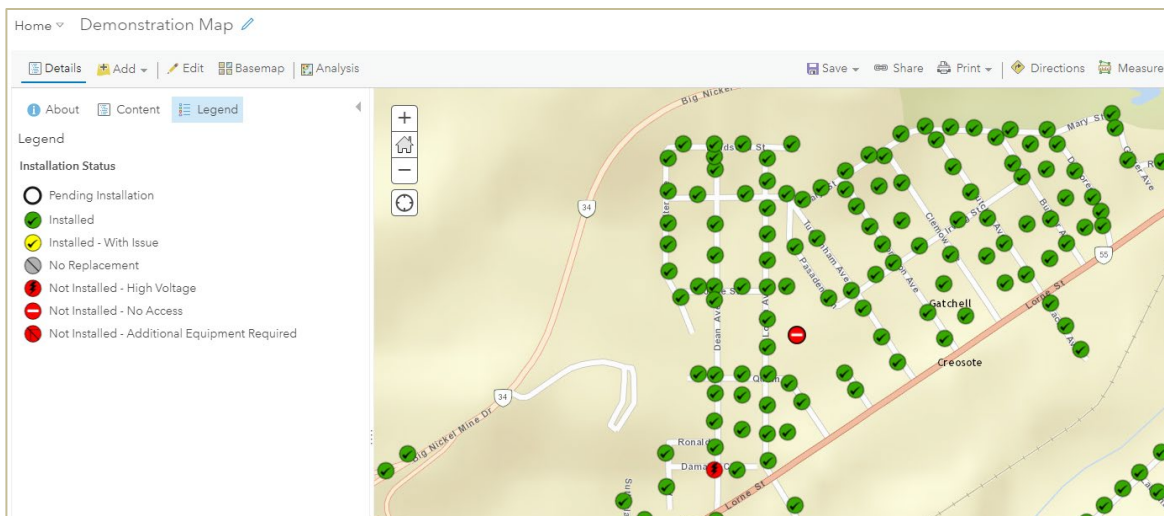 Home Demonstration Map
Details Add Edit Basemap Analysis
Save Share Print Directions Measure
About Content Legend
Legend
Installation Status
Pending Installation
Installed
Installed - With Issue
No Replacement
Not Installed - High Voltage
Not Installed - No Access
Not Installed - Additional Equipment Required
+
−
34
34
55
Mary St
Gatchell
Creosote
Lorne St
Lorne St
Dean Ave
Big Nickel Mine Dr
Ronald